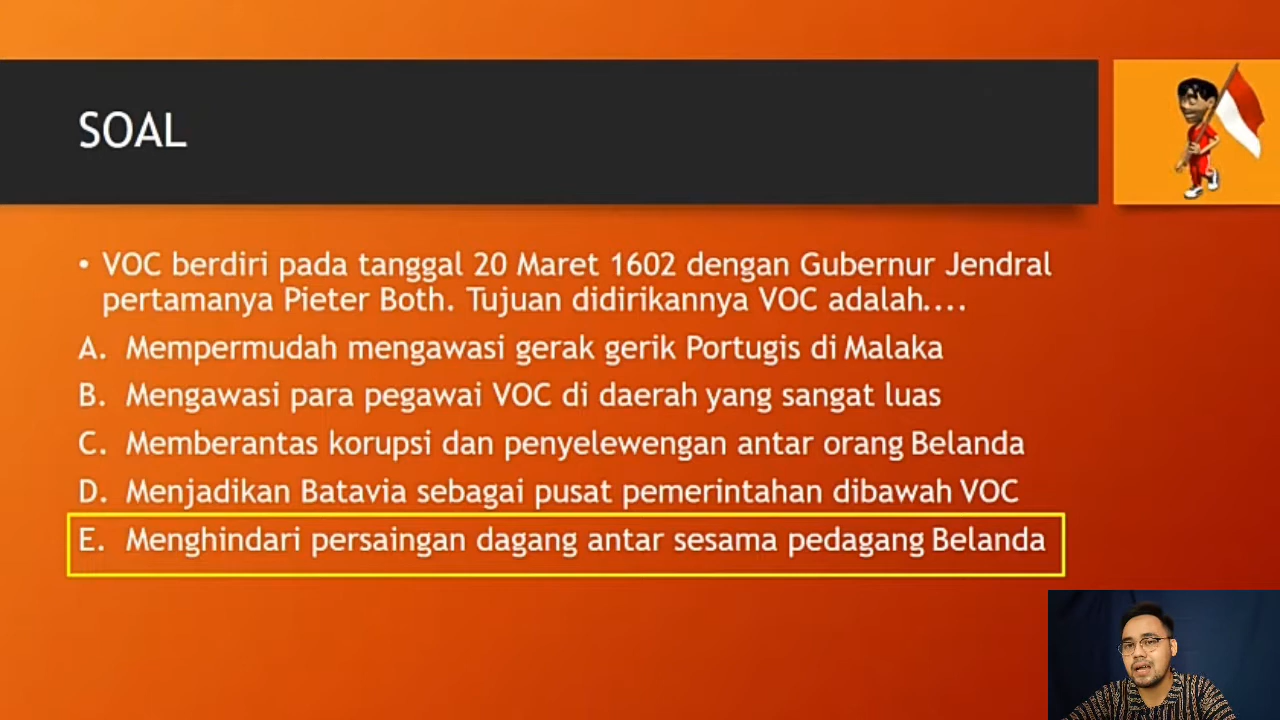 SOAL
• VOC berdiri pada tanggal 20 Maret 1602 dengan Gubernur Jendral
pertamanya Pieter Both. Tujuan didirikannya VOC adalah....
A. Mempermudah mengawasi gerak gerik Portugis di Malaka
B. Mengawasi para pegawai VOC di daerah yang sangat luas
C. Memberantas korupsi dan penyelewengan antar orang Belanda
D. Menjadikan Batavia sebagai pusat pemerintahan dibawah VOC
E. Menghindari persaingan dagang antar sesama pedagang Belanda